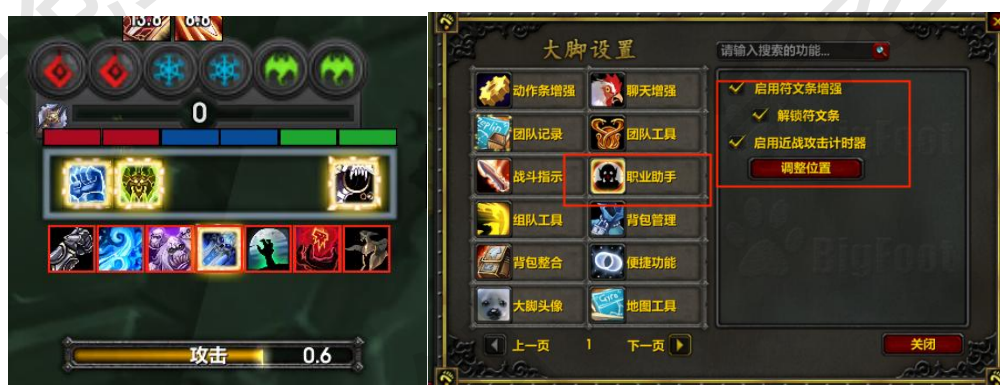 13.8 6.6
0
攻击 0.6
大脚设置
请输入搜索的功能...
动作条增强 聊天增强
团队记录 团队工具
战斗指示 职业助手
组队工具 背包管理
背包整合 便捷功能
大脚头像 地图工具
上一页 1 下一页
启用符文条增强
解锁符文条
启用近战攻击计时器
调整位置
Bigfoot
关闭